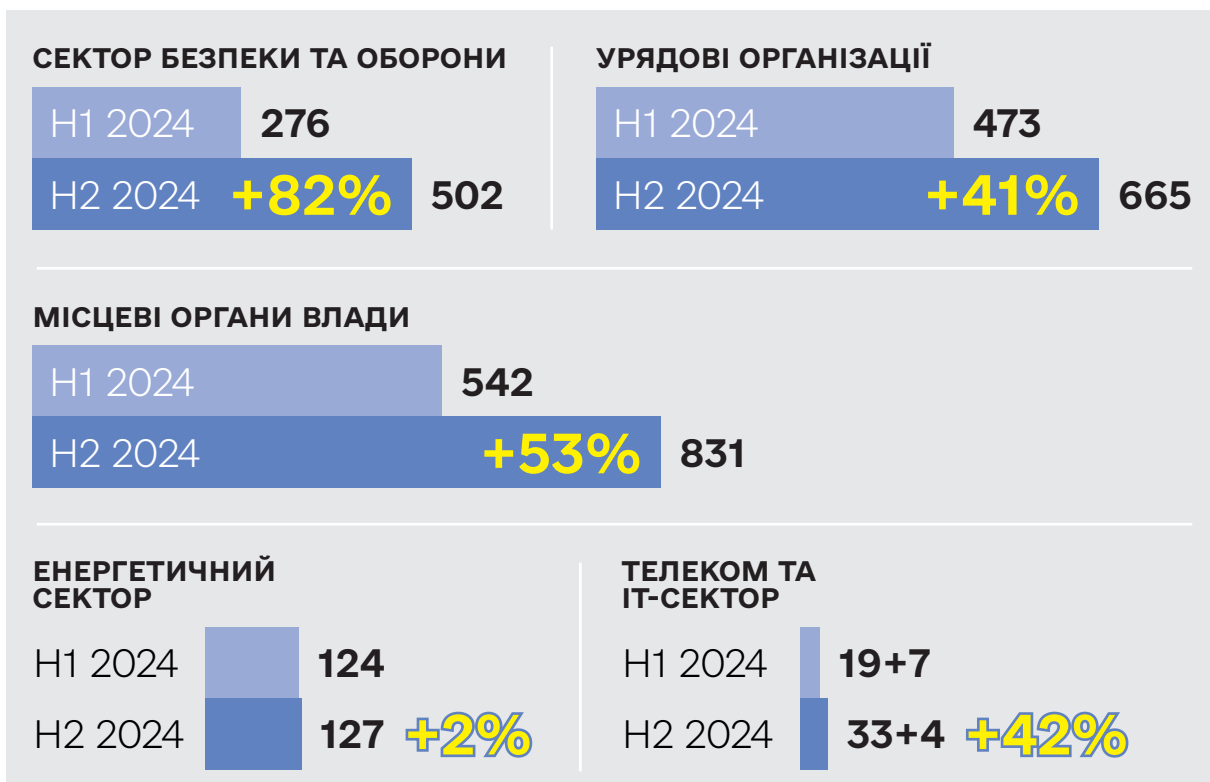 СЕКТОР БЕЗПЕКИ ТА ОБОРОНИ
H1 2024 276
H2 2024 +82% 502
УРЯДОВІ ОРГАНІЗАЦІЇ
H1 2024 473
H2 2024 +41% 665
МІСЦЕВІ ОРГАНИ ВЛАДИ
H1 2024 542
H2 2024 +53% 831
ЕНЕРГЕТИЧНИЙ
СЕКТОР
H1 2024 124
H2 2024 127 +2%
ТЕЛЕКОМ ТА
ІТ-СЕКТОР
H1 2024 19+7
H2 2024 33+4 +42%